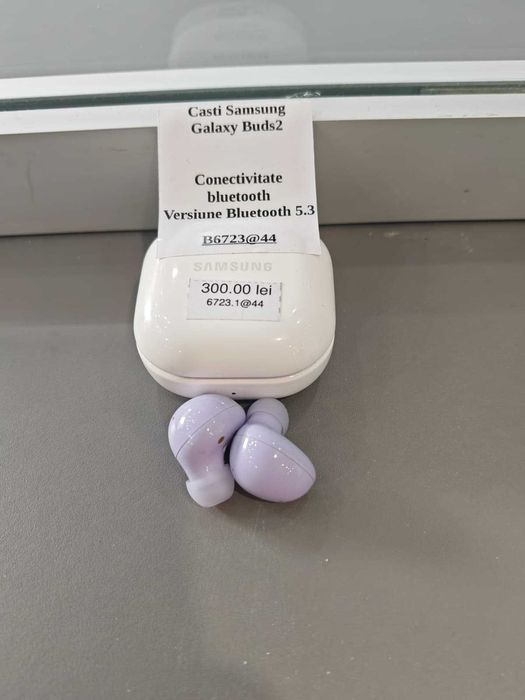 Casti Samsung
Galaxy Buds2
Conectivitate
bluetooth
Versiune Bluetooth 5.3
B6723@44
SAMSUNG
300.00 lei
6723.1@44